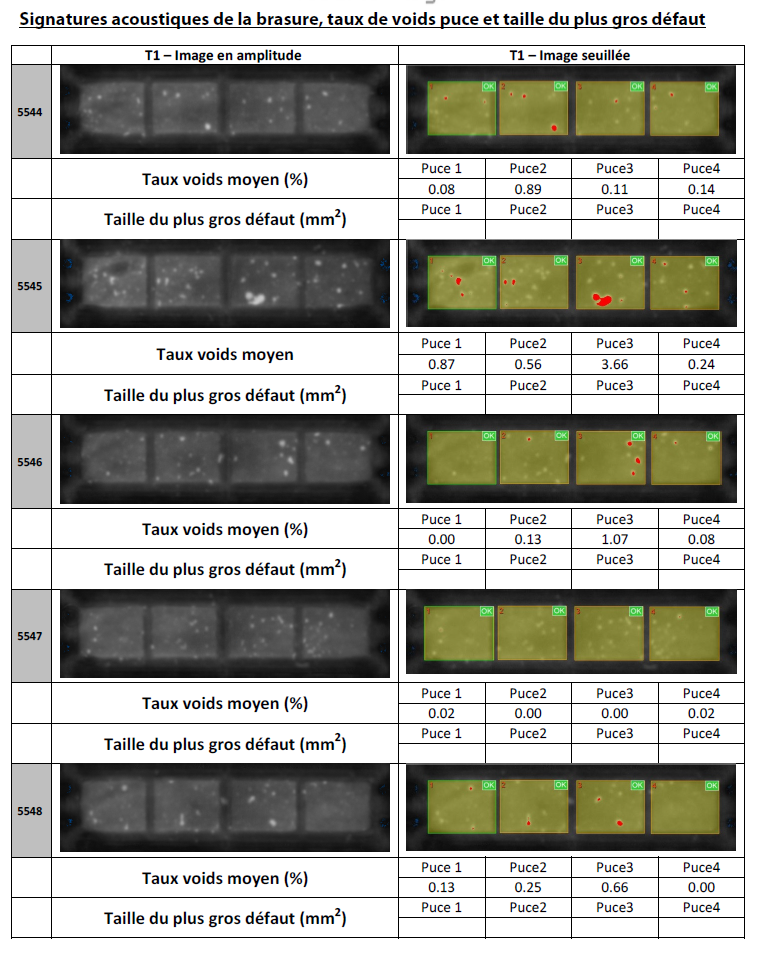 Signatures acoustiques de la brasure, taux de voids puce et taille du plus gros défaut
T1 – Image en amplitude T1 – Image seuillée
5544
1 OK 2 OK 3 OK 4 OK
Taux voids moyen (%) Puce 1 Puce2 Puce3 Puce4
0.08 0.89 0.11 0.14
Taille du plus gros défaut (mm²) Puce 1 Puce2 Puce3 Puce4
5545
1 OK 2 OK 3 OK 4 OK
Taux voids moyen Puce 1 Puce2 Puce3 Puce4
0.87 0.56 3.66 0.24
Taille du plus gros défaut (mm²) Puce 1 Puce2 Puce3 Puce4
5546
1 OK 2 OK 3 OK 4 OK
Taux voids moyen (%) Puce 1 Puce2 Puce3 Puce4
0.00 0.13 1.07 0.08
Taille du plus gros défaut (mm²) Puce 1 Puce2 Puce3 Puce4
5547
1 OK 2 OK 3 OK 4 OK
Taux voids moyen (%) Puce 1 Puce2 Puce3 Puce4
0.02 0.00 0.00 0.02
Taille du plus gros défaut (mm²) Puce 1 Puce2 Puce3 Puce4
5548
1 OK 2 OK 3 OK 4 OK
Taux voids moyen (%) Puce 1 Puce2 Puce3 Puce4
0.13 0.25 0.66 0.00
Taille du plus gros défaut (mm²) Puce 1 Puce2 Puce3 Puce4